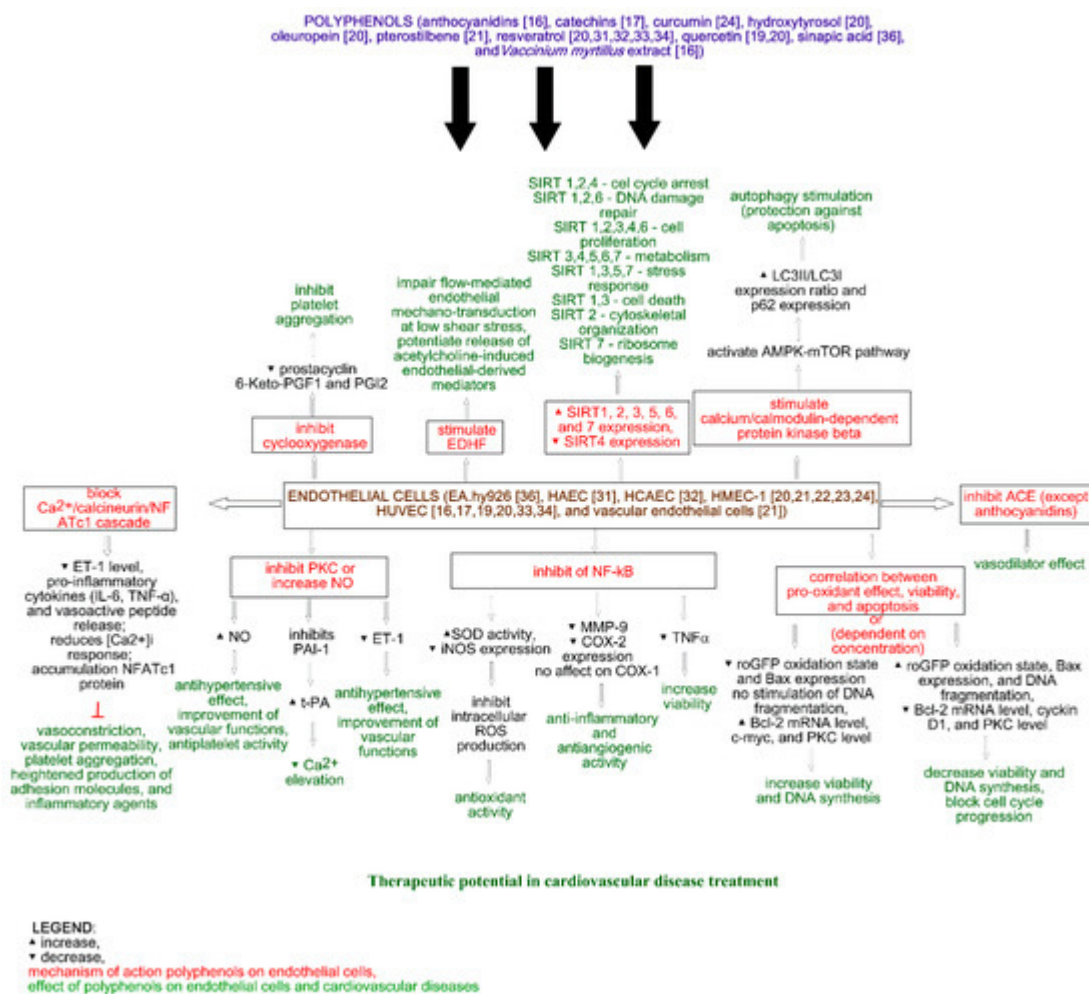 POLYPHENOLS (anthocyanidins [16], catechins [17], curcumin [24], hydroxytyrosol [20],
oleuropein [20], pterostilbene [21], resveratrol [20,31,32,33,34], quercetin [19,20], sinapic acid [36],
and Vaccinium myrtillus extract [16])
SIRT 1,2,4 - cel cycle arrest
SIRT 1,2,6 - DNA damage
repair
SIRT 1,2,3,4,6 - cell
proliferation
SIRT 3,4,5,6,7 - metabolism
SIRT 1,3,5,7 - stress
response
SIRT 1,3 - cell death
SIRT 2 - cytoskeletal
organization
SIRT 7 - ribosome
biogenesis
autophagy stimulation
(protection against
apoptosis)
▲ LC3II/LC3I
expression ratio and
p62 expression
activate AMPK-mTOR pathway
inhibit
platelet
aggregation
impair flow-mediated
endothelial
mechano-transduction
at low shear stress,
potentiate release of
acetylcholine-induced
endothelial-derived
mediators
▼ prostacyclin
6-Keto-PGF1 and PGI2
inhibit
cyclooxygenase
stimulate
EDHF
▲ SIRT1, 2, 3, 5, 6,
and 7 expression,
▼ SIRT4 expression
stimulate
calcium/calmodulin-dependent
protein kinase beta
block
Ca2+/calcineurin/NF
ATc1 cascade
ENDOTHELIAL CELLS (EA.hy926 [36], HAEC [31], HCAEC [32], HMEC-1 [20,21,22,23,24],
HUVEC [16,17,19,20,33,34], and vascular endothelial cells [21])
inhibit ACE (except
anthocyanidins)
vasodilator effect
▼ ET-1 level,
pro-inflammatory
cytokines (IL-6, TNF-α),
and vasoactive peptide
release;
reduces [Ca2+]i
response;
accumulation NFATc1
protein
vasoconstriction,
vascular permeability,
platelet aggregation,
heightened production of
adhesion molecules, and
inflammatory agents
inhibit PKC or
increase NO
▲ NO
antihypertensive
effect,
improvement of
vascular functions,
antiplatelet activity
inhibits
PAI-1
▲ t-PA
▼ Ca2+
elevation
▼ ET-1
antihypertensive
effect,
improvement of
vascular
functions
inhibit of NF-kB
▲SOD activity,
▼ iNOS expression
inhibit
intracellular
ROS
production
antioxidant
activity
▼ MMP-9
▼ COX-2
expression
no affect on COX-1
anti-inflammatory
and
antiangiogenic
activity
▼ TNFα
increase
viability
correlation between
pro-oxidant effect, viability,
and apoptosis
or
(dependent on
concentration)
▼ roGFP oxidation state
and Bax expression
no stimulation of DNA
fragmentation,
▲ Bcl-2 mRNA level,
c-myc, and PKC level
increase viability
and DNA synthesis
▲ roGFP oxidation state, Bax
expression, and DNA
fragmentation,
▼ Bcl-2 mRNA level, cyckin
D1, and PKC level
decrease viability and
DNA synthesis,
block cell cycle
progression
Therapeutic potential in cardiovascular disease treatment
LEGEND:
▲ increase,
▼ decrease,
mechanism of action polyphenols on endothelial cells,
effect of polyphenols on endothelial cells and cardiovascular diseases